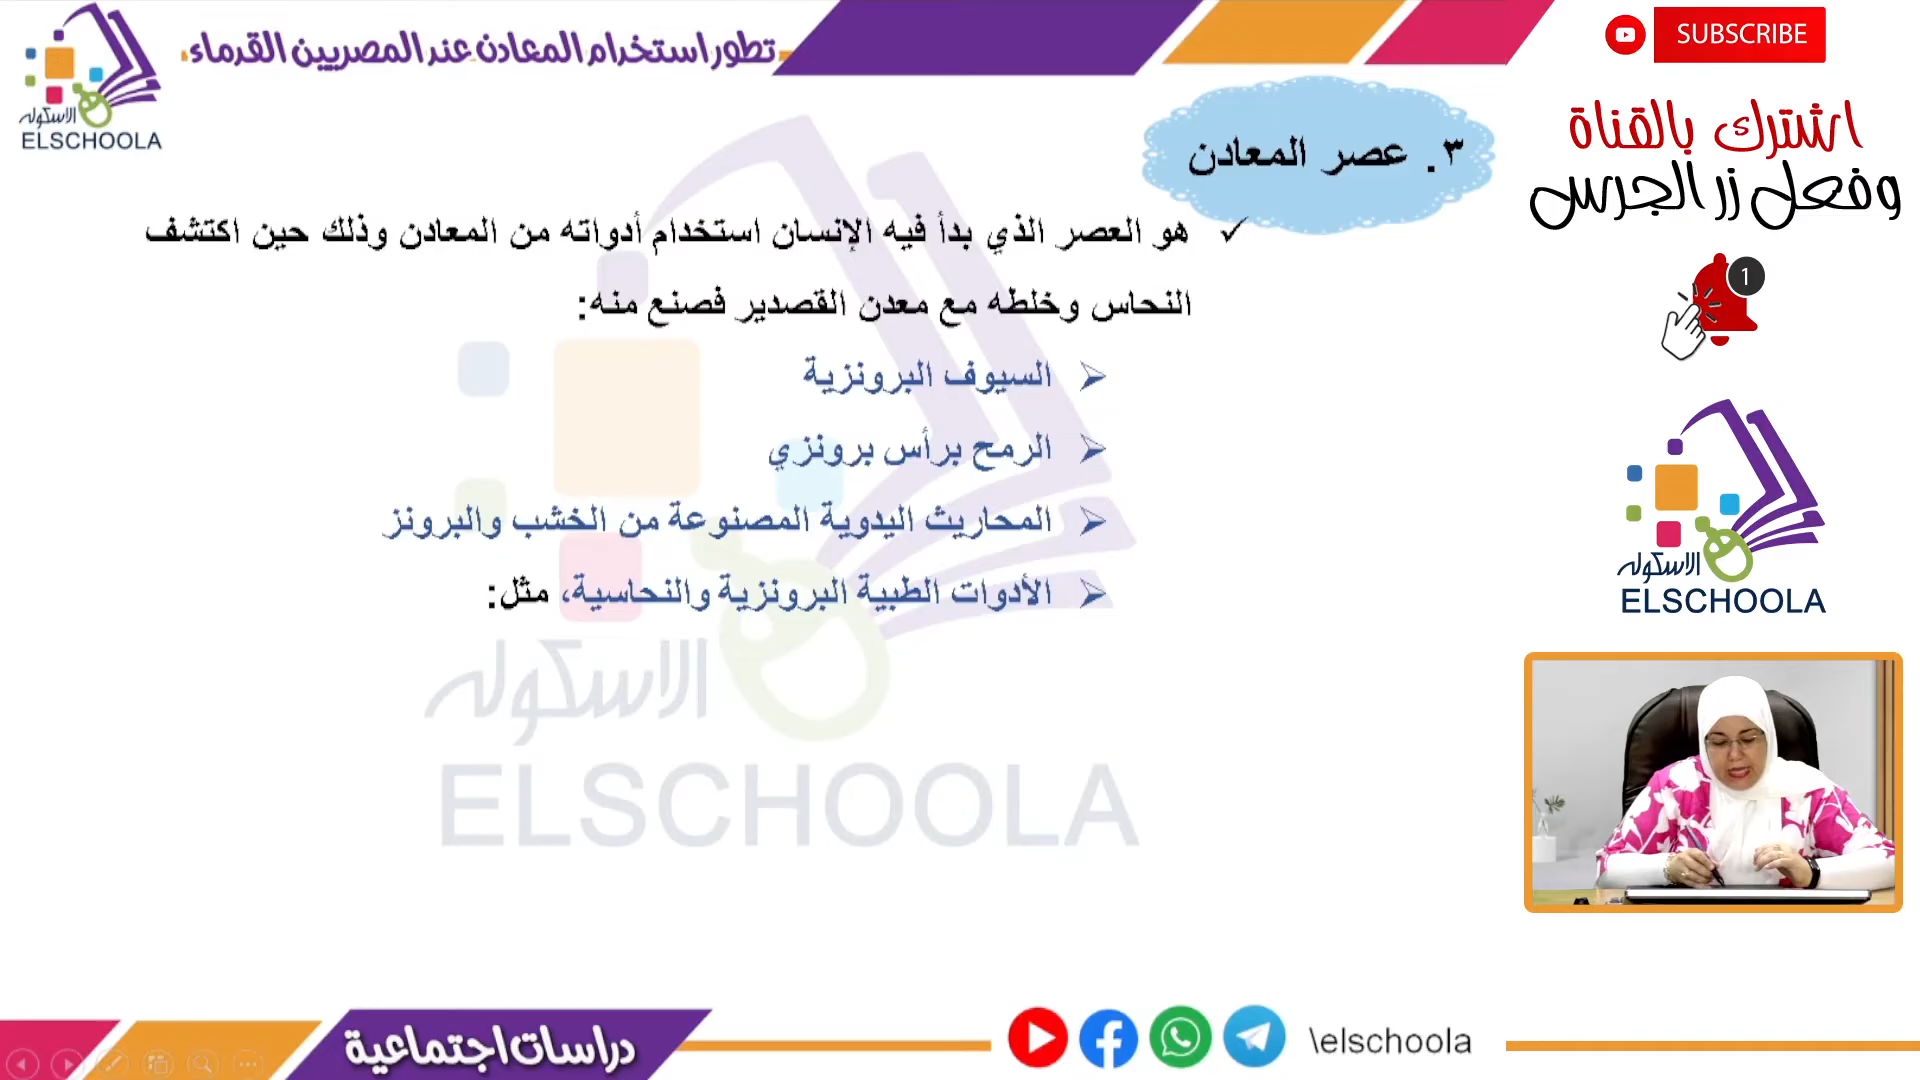 تطور استخدام المعادن عند المصريين القدماء
SUBSCRIBE
الاسكوله
ELSCHOOLA
اشترك بالقناة
وفعل زر الجرس
1
٣. عصر المعادن
✓ هو العصر الذي بدأ فيه الإنسان استخدام أدواته من المعادن وذلك حين اكتشف
النحاس وخلطه مع معدن القصدير فصنع منه:
➢ السيوف البرونزية
➢ الرمح برأس برونزي
➢ المحاريث اليدوية المصنوعة من الخشب والبرونز
➢ الأدوات الطبية البرونزية والنحاسية، مثل:
الاسكوله
ELSCHOOLA
الاسكوله
ELSCHOOLA
دراسات اجتماعية
\elschoola